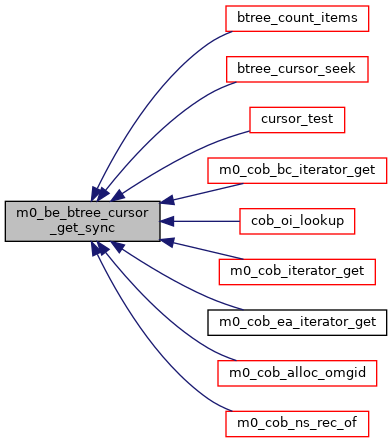 btree_count_items
btree_cursor_seek
cursor_test
m0_cob_bc_iterator_get
m0_be_btree_cursor
_get_sync
cob_oi_lookup
m0_cob_iterator_get
m0_cob_ea_iterator_get
m0_cob_alloc_omgid
m0_cob_ns_rec_of